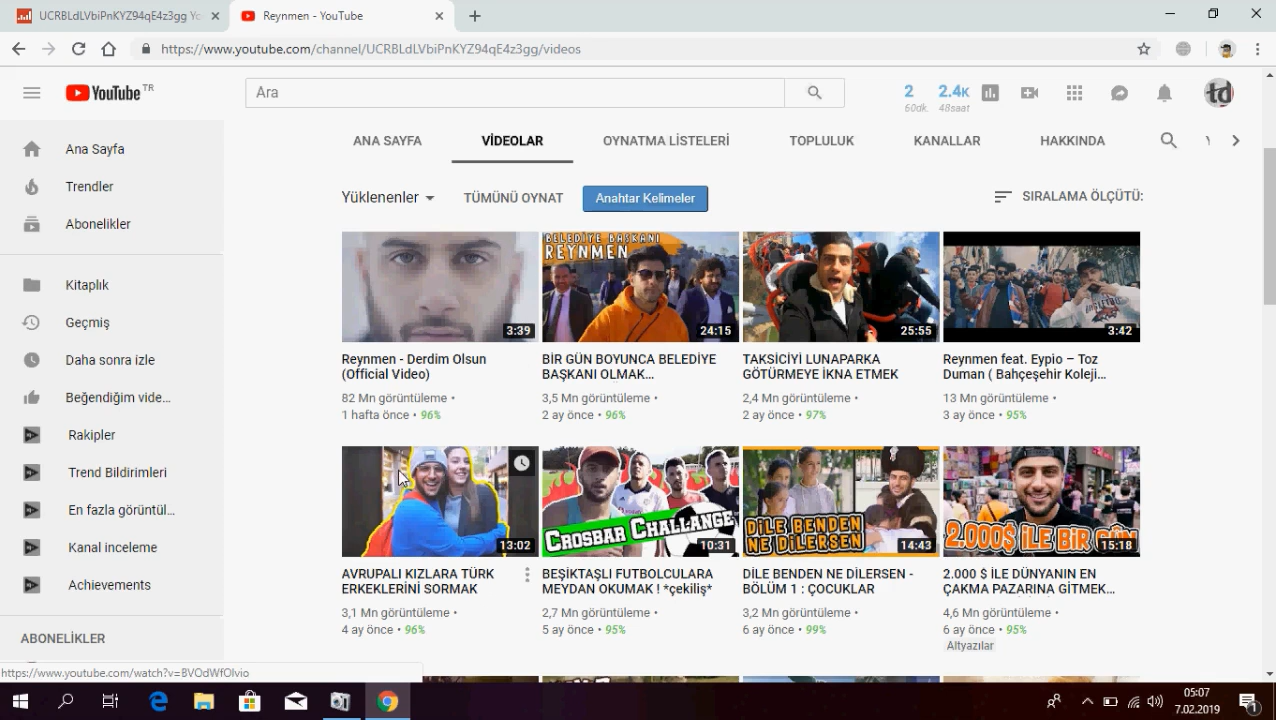 UCRBLdLVbiPnKYZ94qE4z3gg Yo
Reynmen - YouTube
https://www.youtube.com/channel/UCRBLdLVbiPnKYZ94qE4z3gg/videos
YouTube TR
Ara
2
60dk.
2.4K
48saat
td
ANA SAYFA
VİDEOLAR
OYNATMA LİSTELERİ
TOPLULUK
KANALLAR
HAKKINDA
Ana Sayfa
Trendler
Abonelikler
Kitaplık
Geçmiş
Daha sonra izle
Beğendiğim vide...
Rakipler
Trend Bildirimleri
En fazla görüntül...
Kanal inceleme
Achievements
ABONELİKLER
Yüklenenler
TÜMÜNÜ OYNAT
Anahtar Kelimeler
SIRALAMA ÖLÇÜTÜ:
3:39
BELEDİYE BAŞKANI
REYNMEN
24:15
25:55
3:42
Reynmen - Derdim Olsun
(Official Video)
82 Mn görüntüleme •
1 hafta önce • 96%
BİR GÜN BOYUNCA BELEDİYE
BAŞKANI OLMAK...
3,5 Mn görüntüleme •
2 ay önce • 96%
TAKSİCİYİ LUNAPARKA
GÖTÜRMEYE İKNA ETMEK
2,4 Mn görüntüleme •
2 ay önce • 97%
Reynmen feat. Eypio – Toz
Duman ( Bahçeşehir Koleji...
13 Mn görüntüleme •
3 ay önce • 95%
13:02
CROSBAR CHALLANGE
10:31
DİLE BENDEN
NE DİLERSEN
14:43
2.000$ İLE BİR GÜN
15:18
AVRUPALI KIZLARA TÜRK
ERKEKLERİNİ SORMAK
3,1 Mn görüntüleme •
4 ay önce • 96%
BEŞİKTAŞLI FUTBOLCULARA
MEYDAN OKUMAK ! *çekiliş*
2,7 Mn görüntüleme •
5 ay önce • 95%
DİLE BENDEN NE DİLERSEN -
BÖLÜM 1 : ÇOCUKLAR
3,2 Mn görüntüleme •
6 ay önce • 99%
2.000 $ İLE DÜNYANIN EN
ÇAKMA PAZARINA GİTMEK...
4,6 Mn görüntüleme •
6 ay önce • 95%
Altyazılar
https://www.youtube.com/watch?v=BVOdWfOlvio
05:07
7.02.2019
1